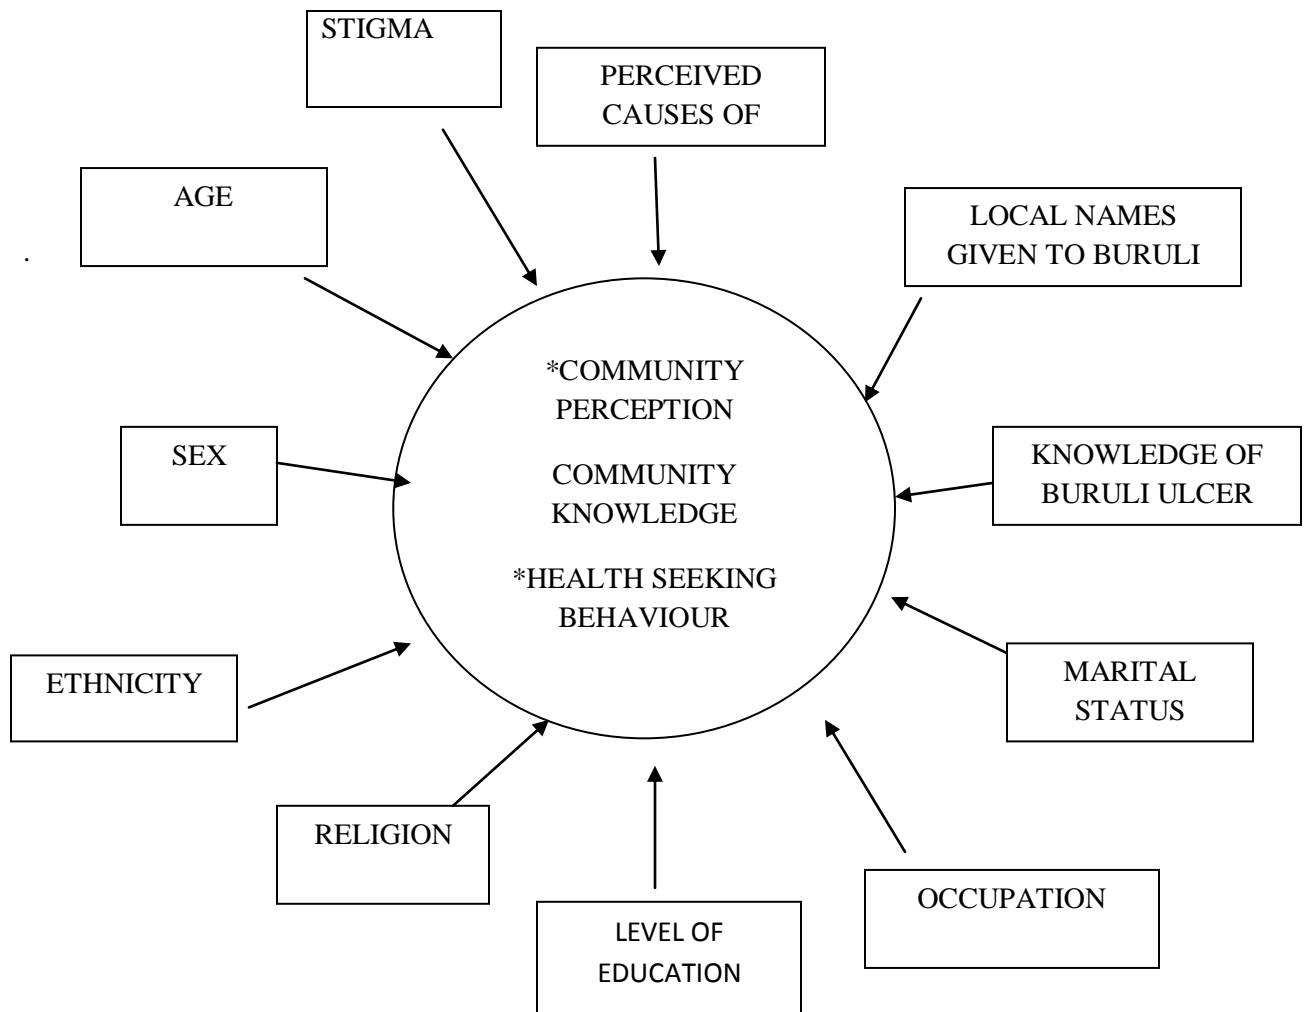 STIGMA
PERCEIVED
CAUSES OF
AGE
LOCAL NAMES
GIVEN TO BURULI
.
*COMMUNITY
PERCEPTION
COMMUNITY
KNOWLEDGE
*HEALTH SEEKING
BEHAVIOUR
SEX
KNOWLEDGE OF
BURULI ULCER
ETHNICITY
MARITAL
STATUS
RELIGION
OCCUPATION
LEVEL OF
EDUCATION